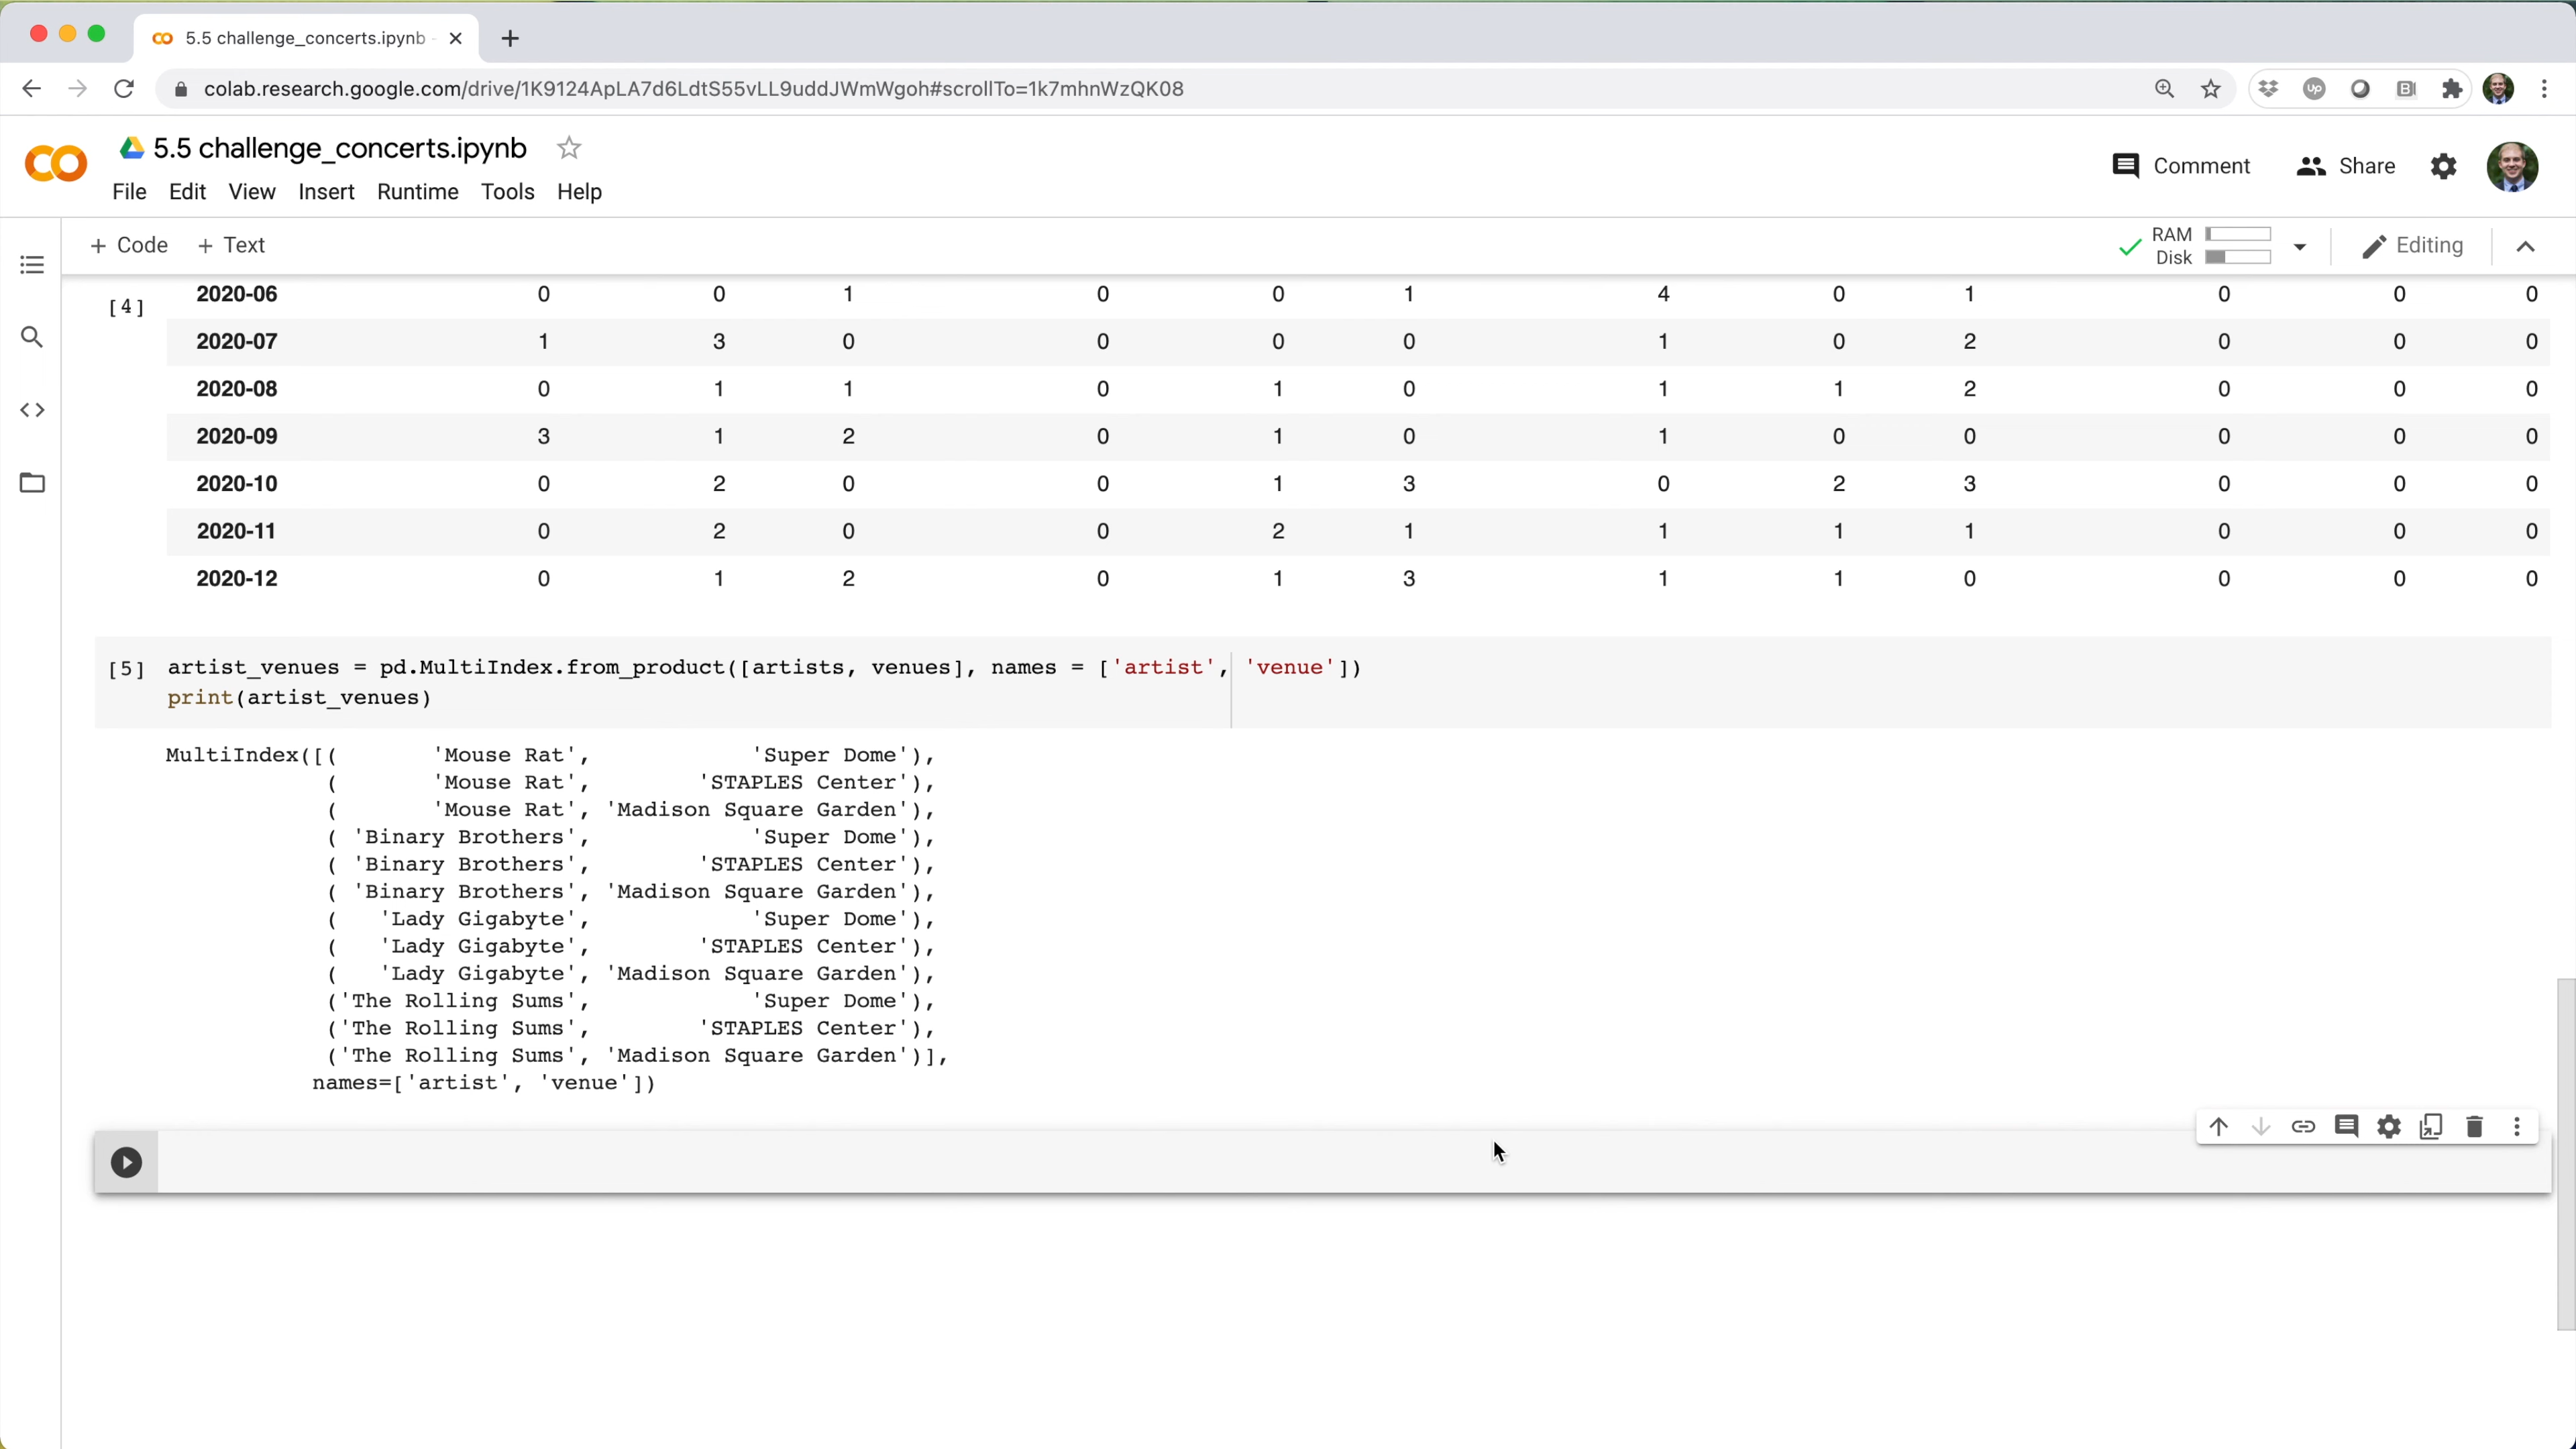 5.5 challenge_concerts.ipynb -
colab.research.google.com/drive/1K9124ApLA7d6LdtS55vLL9uddJWmWgoh#scrollTo=1k7mhnWzQK08
5.5 challenge_concerts.ipynb
Comment Share
File Edit View Insert Runtime Tools Help
+ Code + Text
RAM
Disk
Editing
[4] 2020-06 0 0 1 0 0 1 4 0 1 0 0 0
2020-07 1 3 0 0 0 0 1 0 2 0 0 0
2020-08 0 1 1 0 1 0 1 1 2 0 0 0
2020-09 3 1 2 0 1 0 1 0 0 0 0 0
2020-10 0 2 0 0 1 3 0 2 3 0 0 0
2020-11 0 2 0 0 2 1 1 1 1 0 0 0
2020-12 0 1 2 0 1 3 1 1 0 0 0 0
[5] artist_venues = pd.MultiIndex.from_product([artists, venues], names = ['artist', 'venue'])
print(artist_venues)
MultiIndex([( 'Mouse Rat', 'Super Dome'),
( 'Mouse Rat', 'STAPLES Center'),
( 'Mouse Rat', 'Madison Square Garden'),
( 'Binary Brothers', 'Super Dome'),
( 'Binary Brothers', 'STAPLES Center'),
( 'Binary Brothers', 'Madison Square Garden'),
( 'Lady Gigabyte', 'Super Dome'),
( 'Lady Gigabyte', 'STAPLES Center'),
( 'Lady Gigabyte', 'Madison Square Garden'),
('The Rolling Sums', 'Super Dome'),
('The Rolling Sums', 'STAPLES Center'),
('The Rolling Sums', 'Madison Square Garden')],
names=['artist', 'venue'])